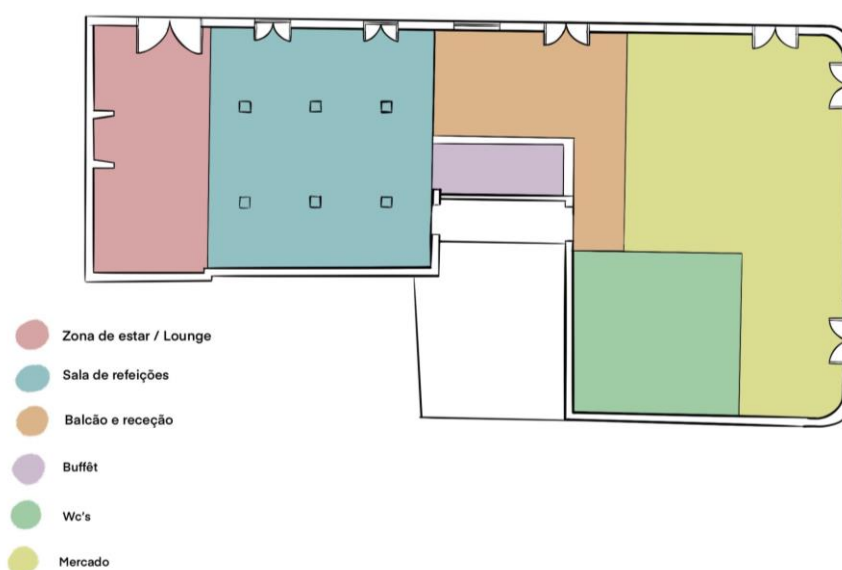 Zona de estar / Lounge
Sala de refeições
Balcão e receção
Buffêt
Wc's
Mercado